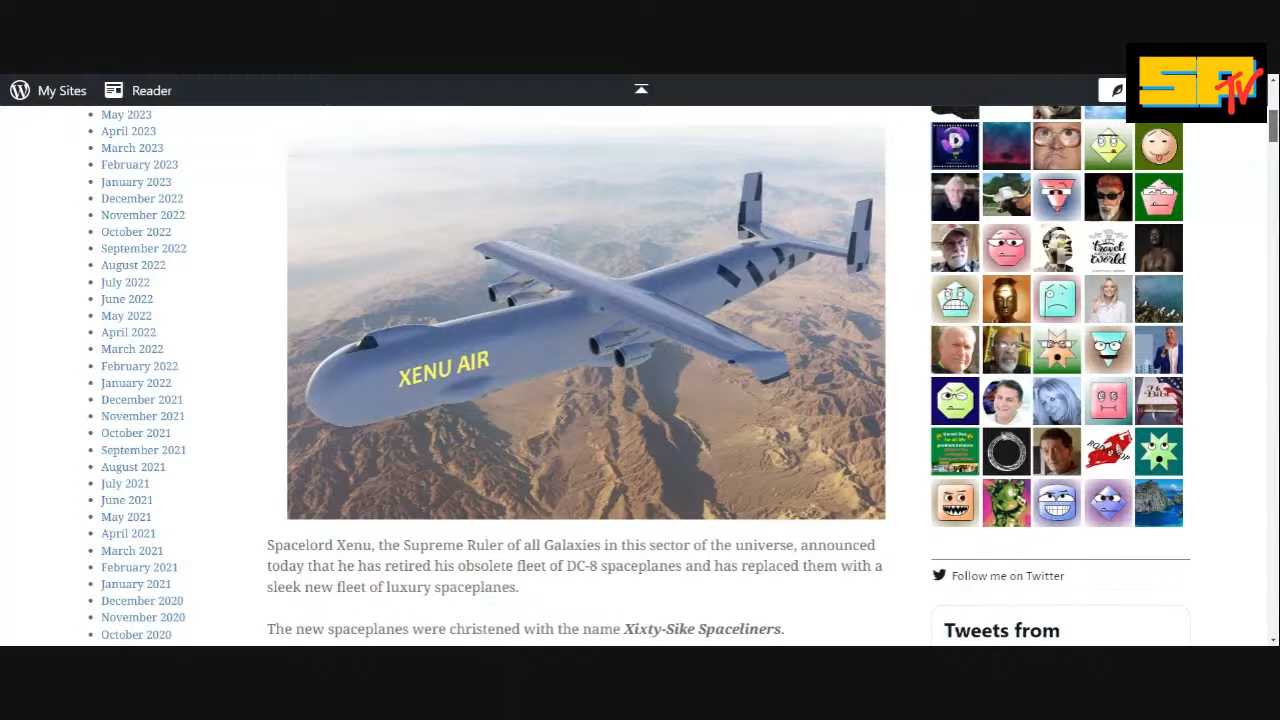 My Sites
Reader
SP
TV
May 2023
April 2023
March 2023
February 2023
January 2023
December 2022
November 2022
October 2022
September 2022
August 2022
July 2022
June 2022
May 2022
April 2022
March 2022
February 2022
January 2022
December 2021
November 2021
October 2021
September 2021
August 2021
July 2021
June 2021
May 2021
April 2021
March 2021
February 2021
January 2021
December 2020
November 2020
October 2020
XENU AIR
Spacelord Xenu, the Supreme Ruler of all Galaxies in this sector of the universe, announced
today that he has retired his obsolete fleet of DC-8 spaceplanes and has replaced them with a
sleek new fleet of luxury spaceplanes.
The new spaceplanes were christened with the name Xixty-Sike Spaceliners.
D
travel
World
Follow me on Twitter
Tweets from